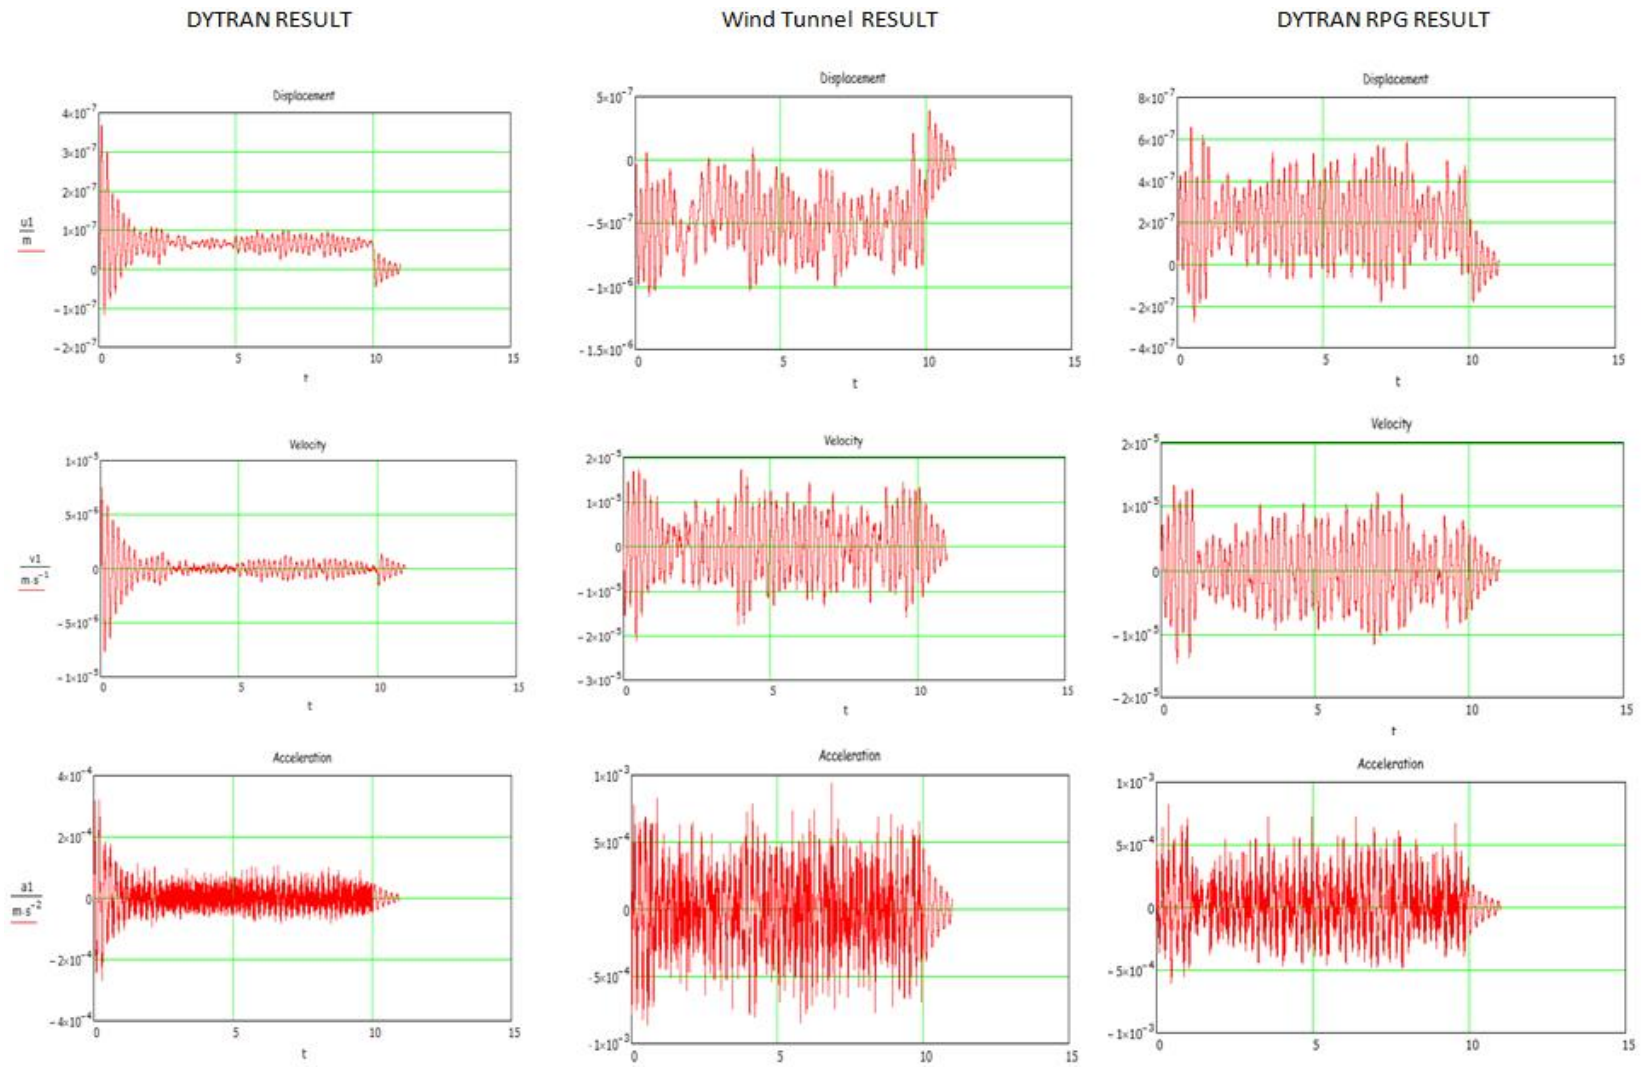 DYTRAN RESULT
Wind Tunnel RESULT
DYTRAN RPG RESULT
Displacement
4×10⁻⁷
3×10⁻⁷
2×10⁻⁷
1×10⁻⁷
0
−1×10⁻⁷
−2×10⁻⁷
u1
m
0 5 10 15
t
Displacement
5×10⁻⁷
0
−5×10⁻⁷
−1×10⁻⁶
−1.5×10⁻⁶
0 5 10 15
t
Displacement
8×10⁻⁷
6×10⁻⁷
4×10⁻⁷
2×10⁻⁷
0
−2×10⁻⁷
−4×10⁻⁷
0 5 10 15
t
Velocity
1×10⁻⁵
5×10⁻⁶
0
−5×10⁻⁶
−1×10⁻⁵
v1
m·s⁻¹
0 5 10 15
t
Velocity
2×10⁻⁵
1×10⁻⁵
0
−1×10⁻⁵
−2×10⁻⁵
−3×10⁻⁵
0 5 10 15
t
Velocity
2×10⁻⁵
1×10⁻⁵
0
−1×10⁻⁵
−2×10⁻⁵
0 5 10 15
t
Acceleration
4×10⁻⁴
2×10⁻⁴
0
−2×10⁻⁴
−4×10⁻⁴
a1
m·s⁻²
0 5 10 15
t
Acceleration
1×10⁻³
5×10⁻⁴
0
-5×10⁻⁴
-1×10⁻³
0 5 10 15
Acceleration
1×10⁻³
5×10⁻⁴
0
−5×10⁻⁴
−1×10⁻³
0 5 10 15